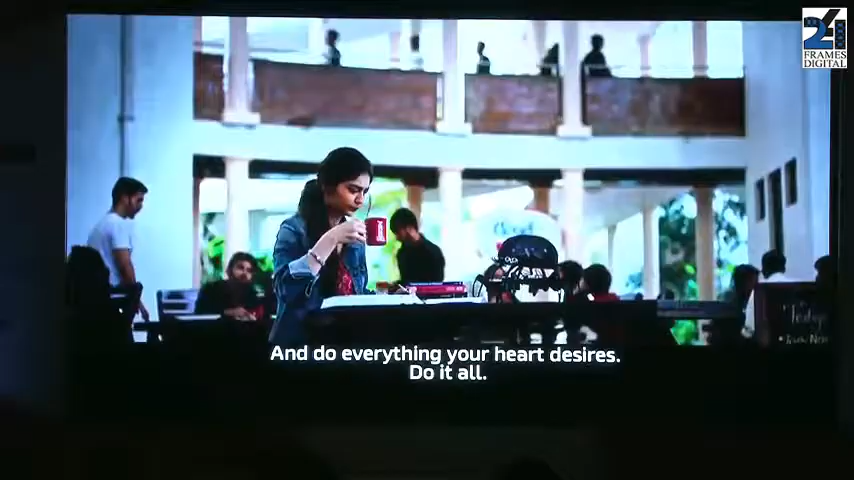 24
FRAMES
DIGITAL
And do everything your heart desires.
Do it all.